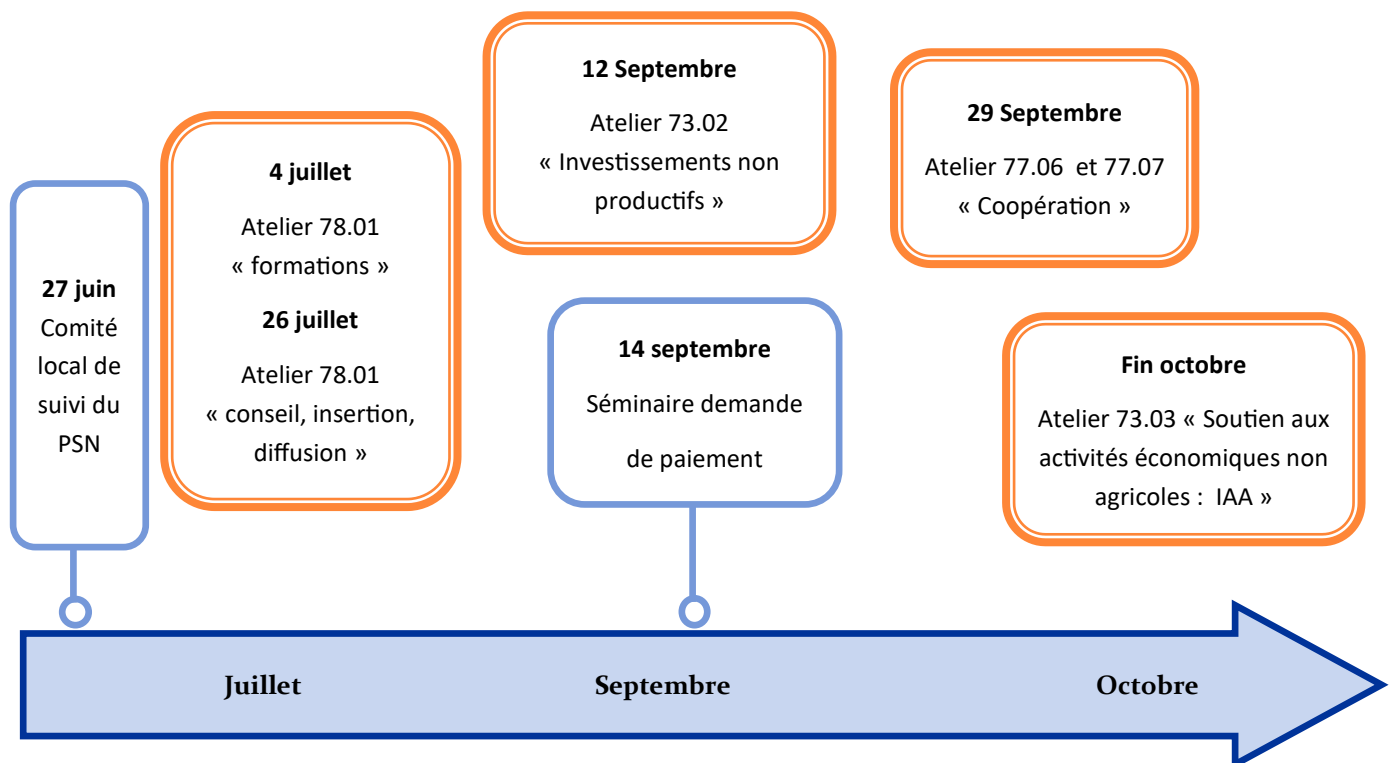 27 juin
Comité
local de
suivi du
PSN
4 juillet
Atelier 78.01
« formations »
26 juillet
Atelier 78.01
« conseil, insertion,
diffusion »
12 Septembre
Atelier 73.02
« Investissements non
productifs »
14 septembre
Séminaire demande
de paiement
29 Septembre
Atelier 77.06 et 77.07
« Coopération »
Fin octobre
Atelier 73.03 « Soutien aux
activités économiques non
agricoles : IAA »
Juillet
Septembre
Octobre